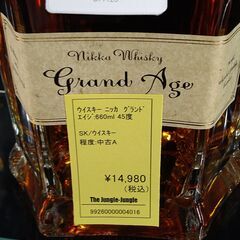 Nikka Whisky
Grand Age
ウイスキー ニッカ グランド
エイジ:660ml 45度
SK/ウイスキー
程度:中古A
¥14,980
(税込)
The Jungle-Jungle
99260000004016